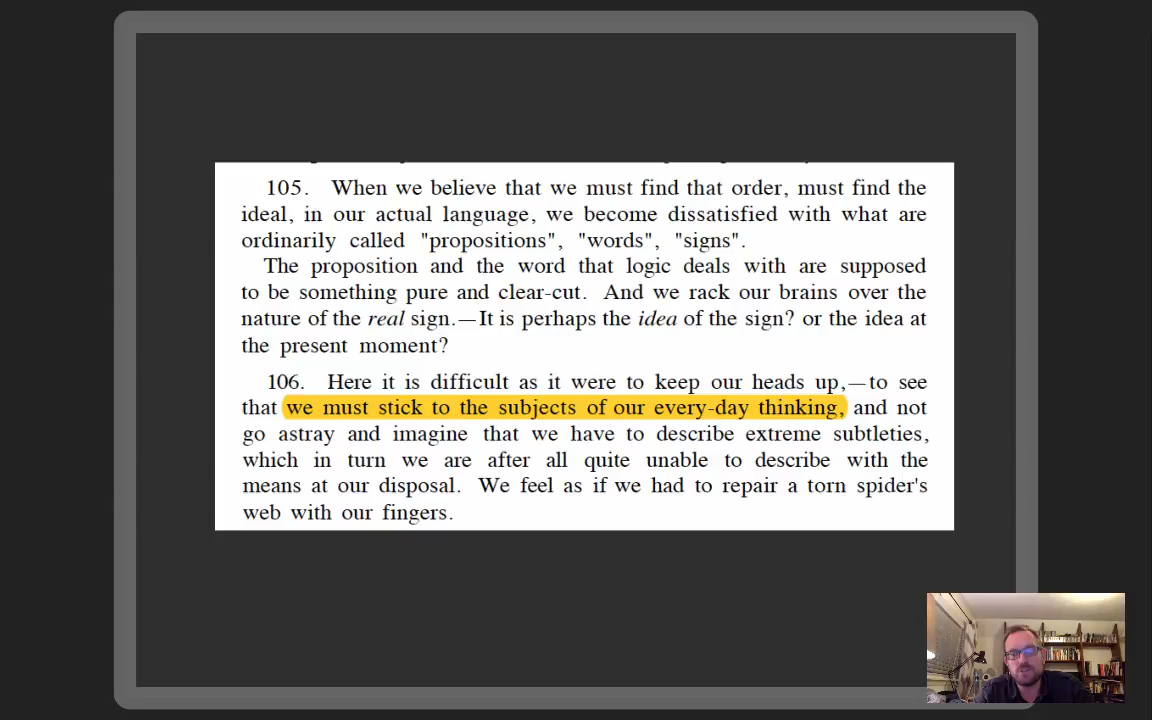 105. When we believe that we must find that order, must find the
ideal, in our actual language, we become dissatisfied with what are
ordinarily called "propositions", "words", "signs".
The proposition and the word that logic deals with are supposed
to be something pure and clear-cut. And we rack our brains over the
nature of the real sign.—It is perhaps the idea of the sign? or the idea at
the present moment?
106. Here it is difficult as it were to keep our heads up,—to see
that we must stick to the subjects of our every-day thinking, and not
go astray and imagine that we have to describe extreme subtleties,
which in turn we are after all quite unable to describe with the
means at our disposal. We feel as if we had to repair a torn spider's
web with our fingers.